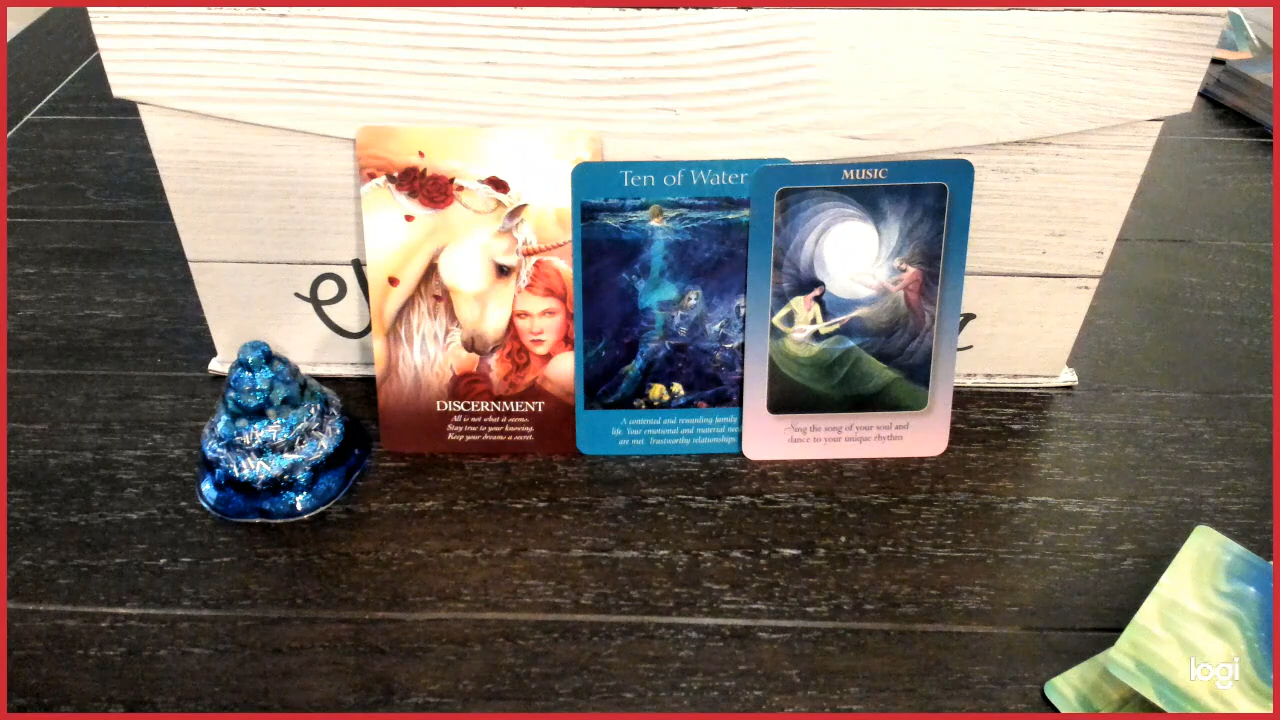 Ten of Water
MUSIC
DISCERNMENT
All is not what it seems.
Stay true to your knowing.
Keep your dreams a secret.
A contented and rewarding family
life. Your emotional and material
are met. Trustworthy relationships
Sing the song of your soul and
dance to your unique rhythm
logi